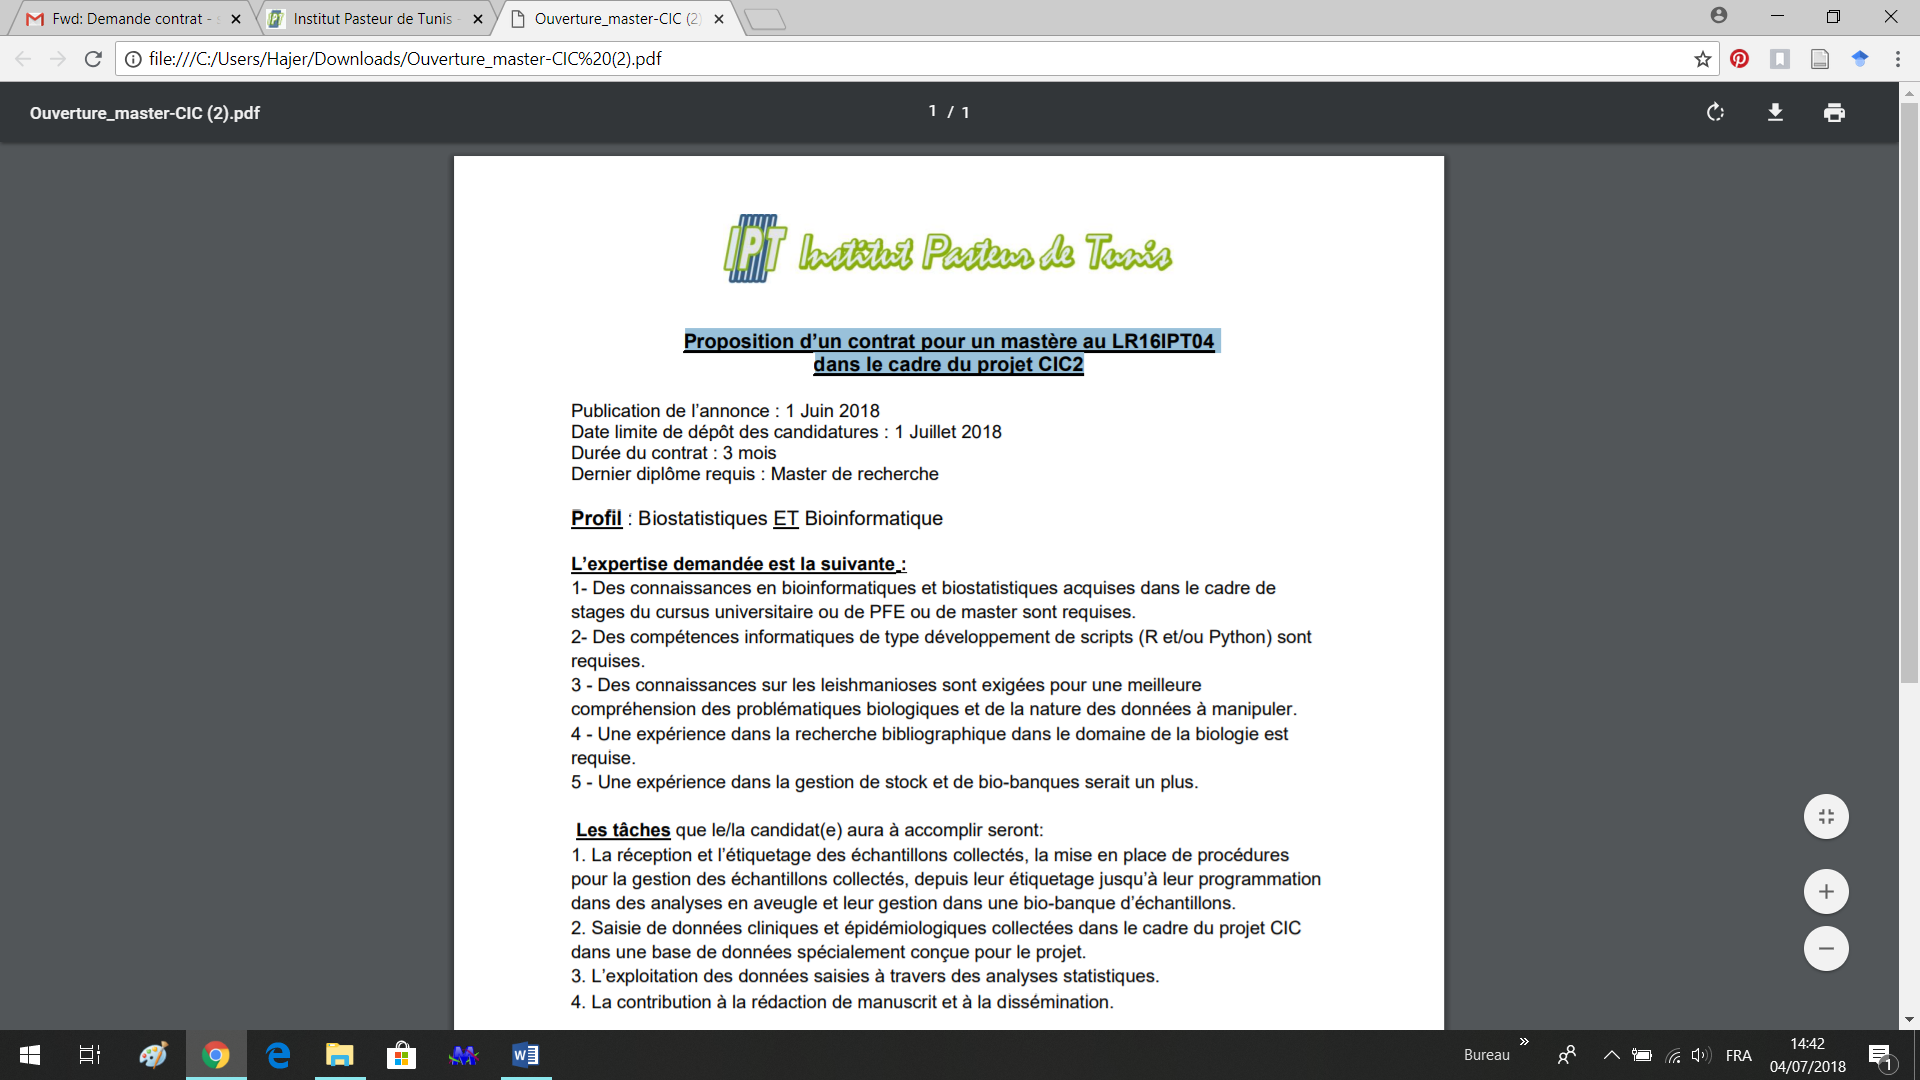 Fwd: Demande contrat -
Institut Pasteur de Tunis
Ouverture_master-CIC (2)
file:///C:/Users/Hajer/Downloads/Ouverture_master-CIC%20(2).pdf
Ouverture_master-CIC (2).pdf
1 / 1
IPT Institut Pasteur de Tunis
Proposition d’un contrat pour un mastère au LR16IPT04
dans le cadre du projet CIC2
Publication de l’annonce : 1 Juin 2018
Date limite de dépôt des candidatures : 1 Juillet 2018
Durée du contrat : 3 mois
Dernier diplôme requis : Master de recherche
Profil : Biostatistiques ET Bioinformatique
L’expertise demandée est la suivante :
1- Des connaissances en bioinformatiques et biostatistiques acquises dans le cadre de
stages du cursus universitaire ou de PFE ou de master sont requises.
2- Des compétences informatiques de type développement de scripts (R et/ou Python) sont
requises.
3 - Des connaissances sur les leishmanioses sont exigées pour une meilleure
compréhension des problématiques biologiques et de la nature des données à manipuler.
4 - Une expérience dans la recherche bibliographique dans le domaine de la biologie est
requise.
5 - Une expérience dans la gestion de stock et de bio-banques serait un plus.
Les tâches que le/la candidat(e) aura à accomplir seront:
1. La réception et l’étiquetage des échantillons collectés, la mise en place de procédures
pour la gestion des échantillons collectés, depuis leur étiquetage jusqu’à leur programmation
dans des analyses en aveugle et leur gestion dans une bio-banque d’échantillons.
2. Saisie de données cliniques et épidémiologiques collectées dans le cadre du projet CIC
dans une base de données spécialement conçue pour le projet.
3. L’exploitation des données saisies à travers des analyses statistiques.
4. La contribution à la rédaction de manuscrit et à la dissémination.
Bureau
FRA
14:42
04/07/2018
1